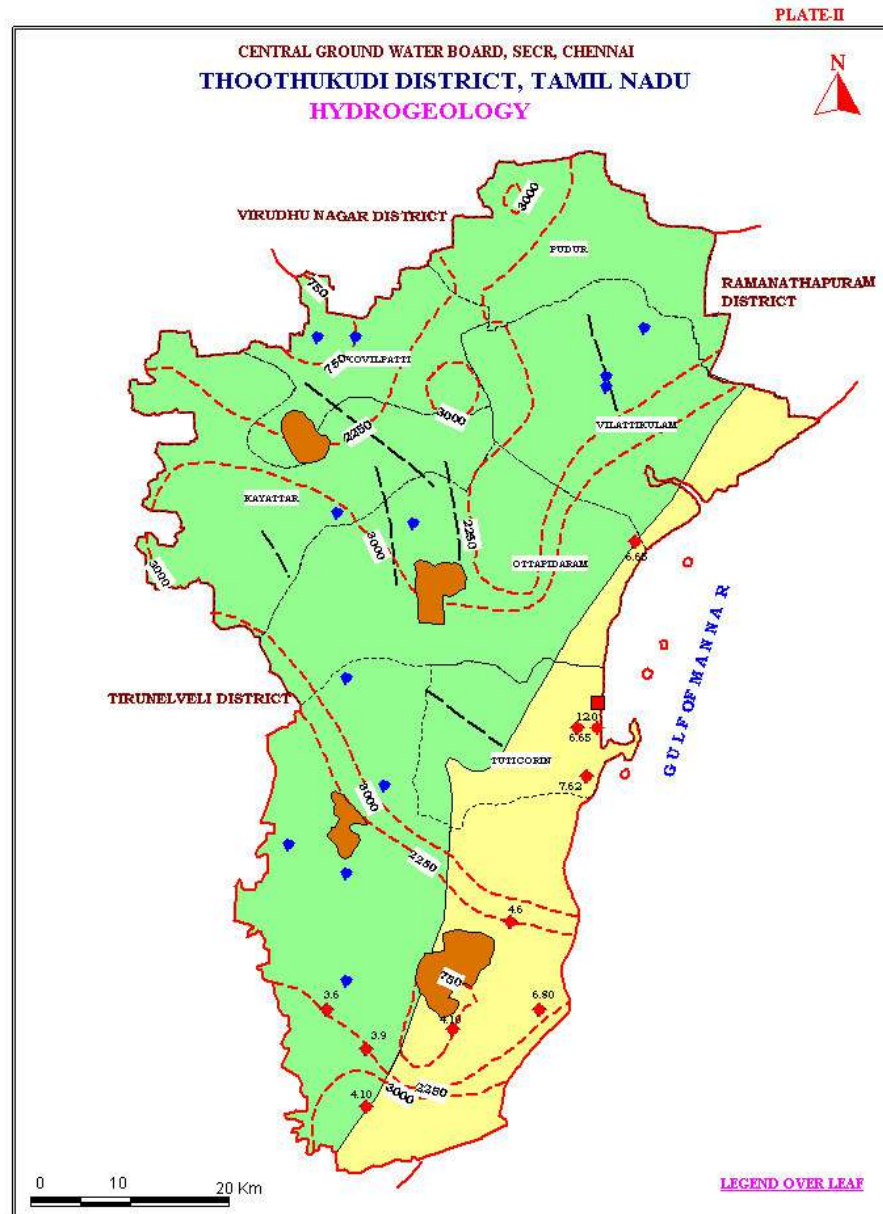 PLATE-II
CENTRAL GROUND WATER BOARD, SECR, CHENNAI
THOOTHUKUDI DISTRICT, TAMIL NADU
HYDROGEOLOGY
N
3000
VIRUDHU NAGAR DISTRICT
PUDUR
RAMANATHAPURAM
DISTRICT
750
750
KOVILPATTI
3000
2250
VILATTIKULAM
KAYATTAR
2250
3000
3000
OTTAPIDARAM
6.65
GULF OF MANNAR
TIRUNELVELI DISTRICT
120
6.65
TUTICORIN
7.62
3000
2250
4.6
750
3.6
6.80
4.10
3.9
3000
2250
4.10
0 10 20 Km
LEGEND OVER LEAF